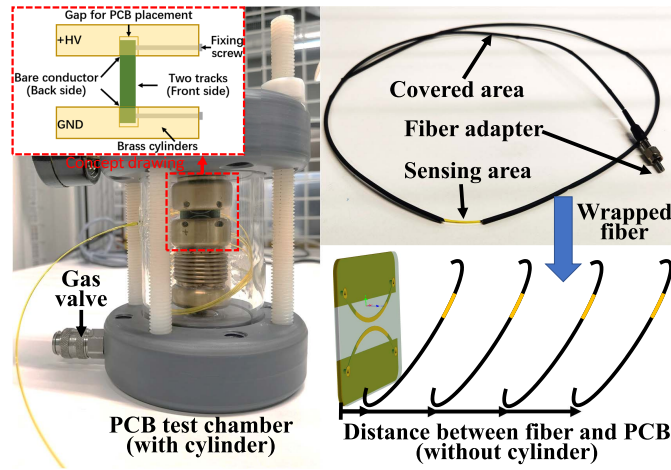 Gap for PCB placement
+HV
Fixing
screw
Bare conductor
(Back side)
Two tracks
(Front side)
GND
Brass cylinders
Concept drawing
Gas
valve
PCB test chamber
(with cylinder)
Covered area
Fiber adapter
Sensing area
Wrapped
fiber
Distance between fiber and PCB
(without cylinder)